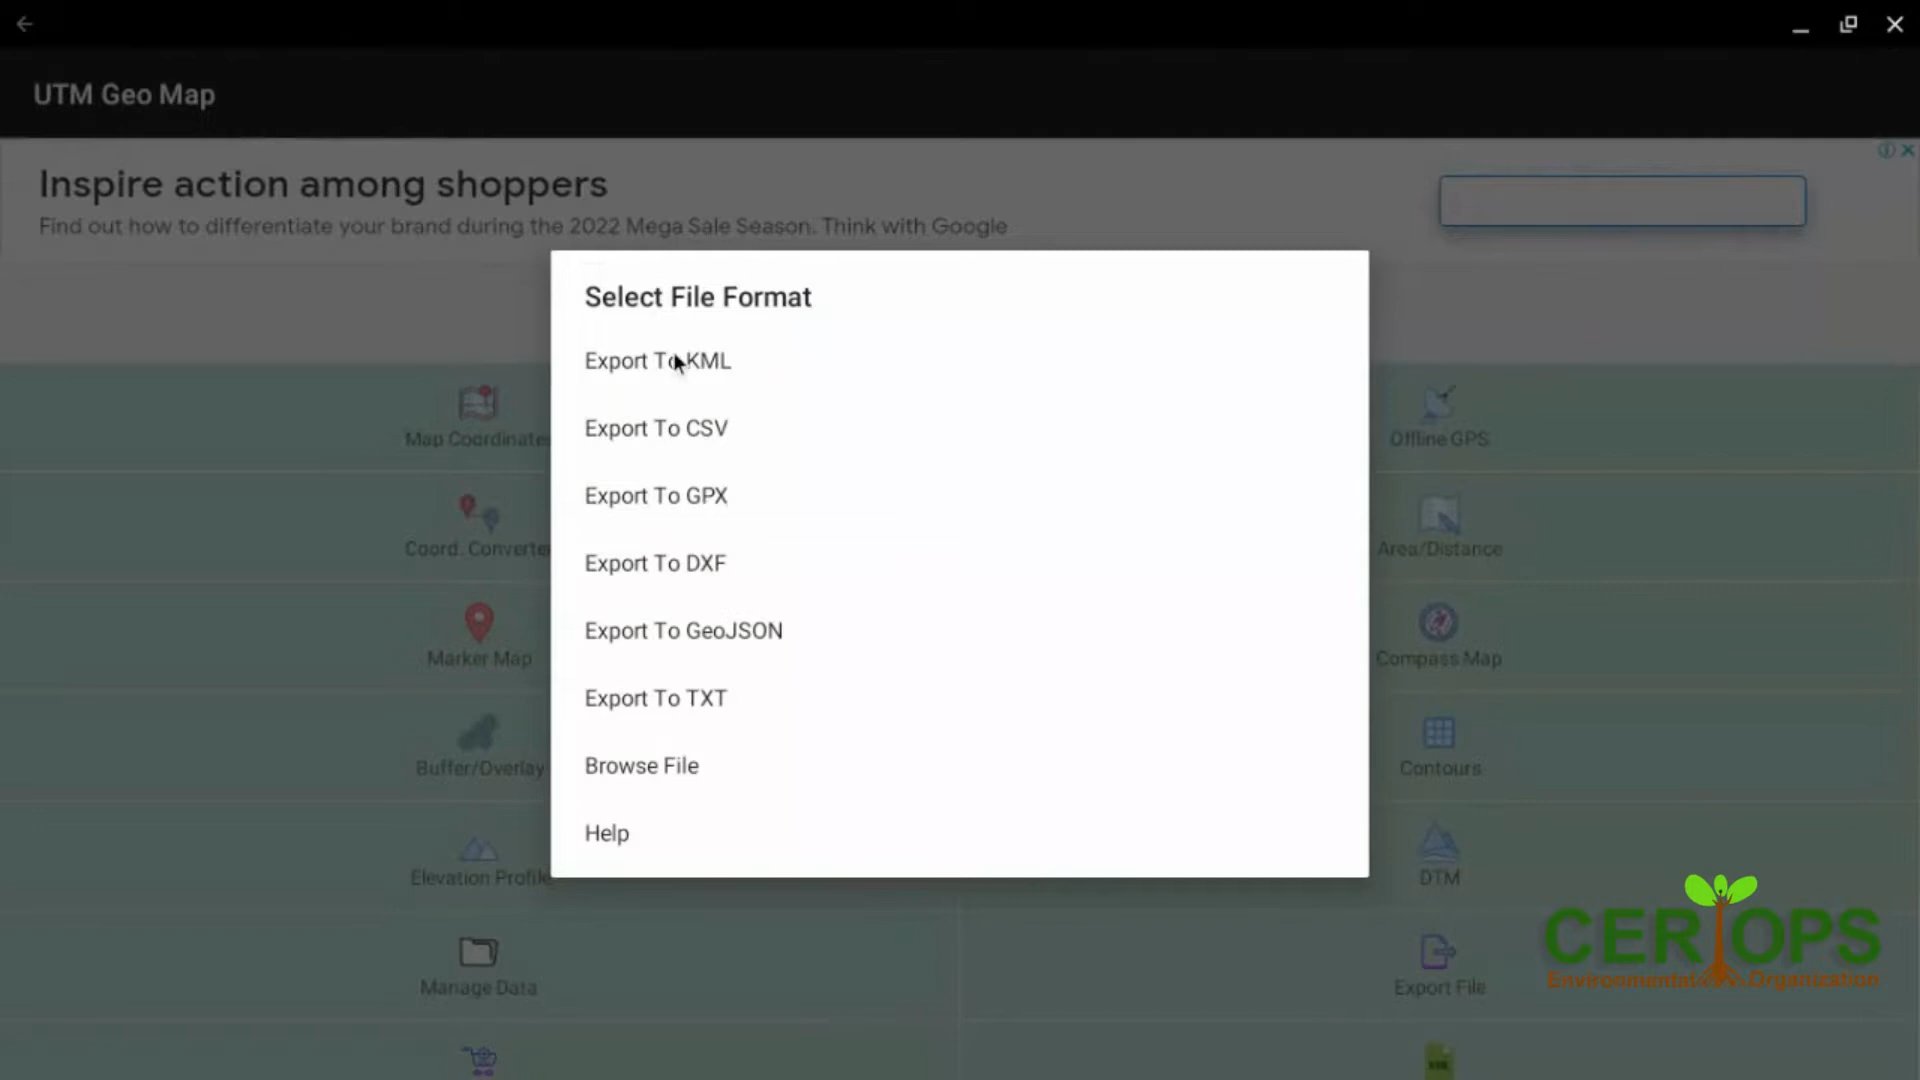 UTM Geo Map
Inspire action among shoppers
Find out how to differentiate your brand during the 2022 Mega Sale Season. Think with Google
Select File Format
Export To KML
Export To CSV
Export To GPX
Export To DXF
Export To GeoJSON
Export To TXT
Browse File
Help
Map Coordinate
Offline GPS
Coord. Converte
Area/Distance
Marker Map
Compass Map
Buffer/Overlay
Contours
Elevation Profile
DTM
Manage Data
Export File
CERTOPS
Environmental Organization